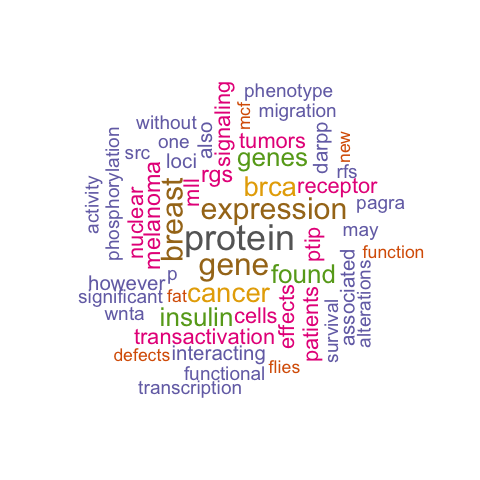 phenotype
migration
signaling
mcf
without
also
tumors
new
one
darpp
phosphorylation
src
loci
genes
rfs
activity
nuclear
melanoma
mll
rgs
brca
receptor
breast
expression
pagra
protein
ptip
may
gene
found
function
however
p
associated
alterations
significant
fat
cancer
effects
patients
survival
wnta
insulin
cells
transactivation
defects
interacting
flies
functional
transcription